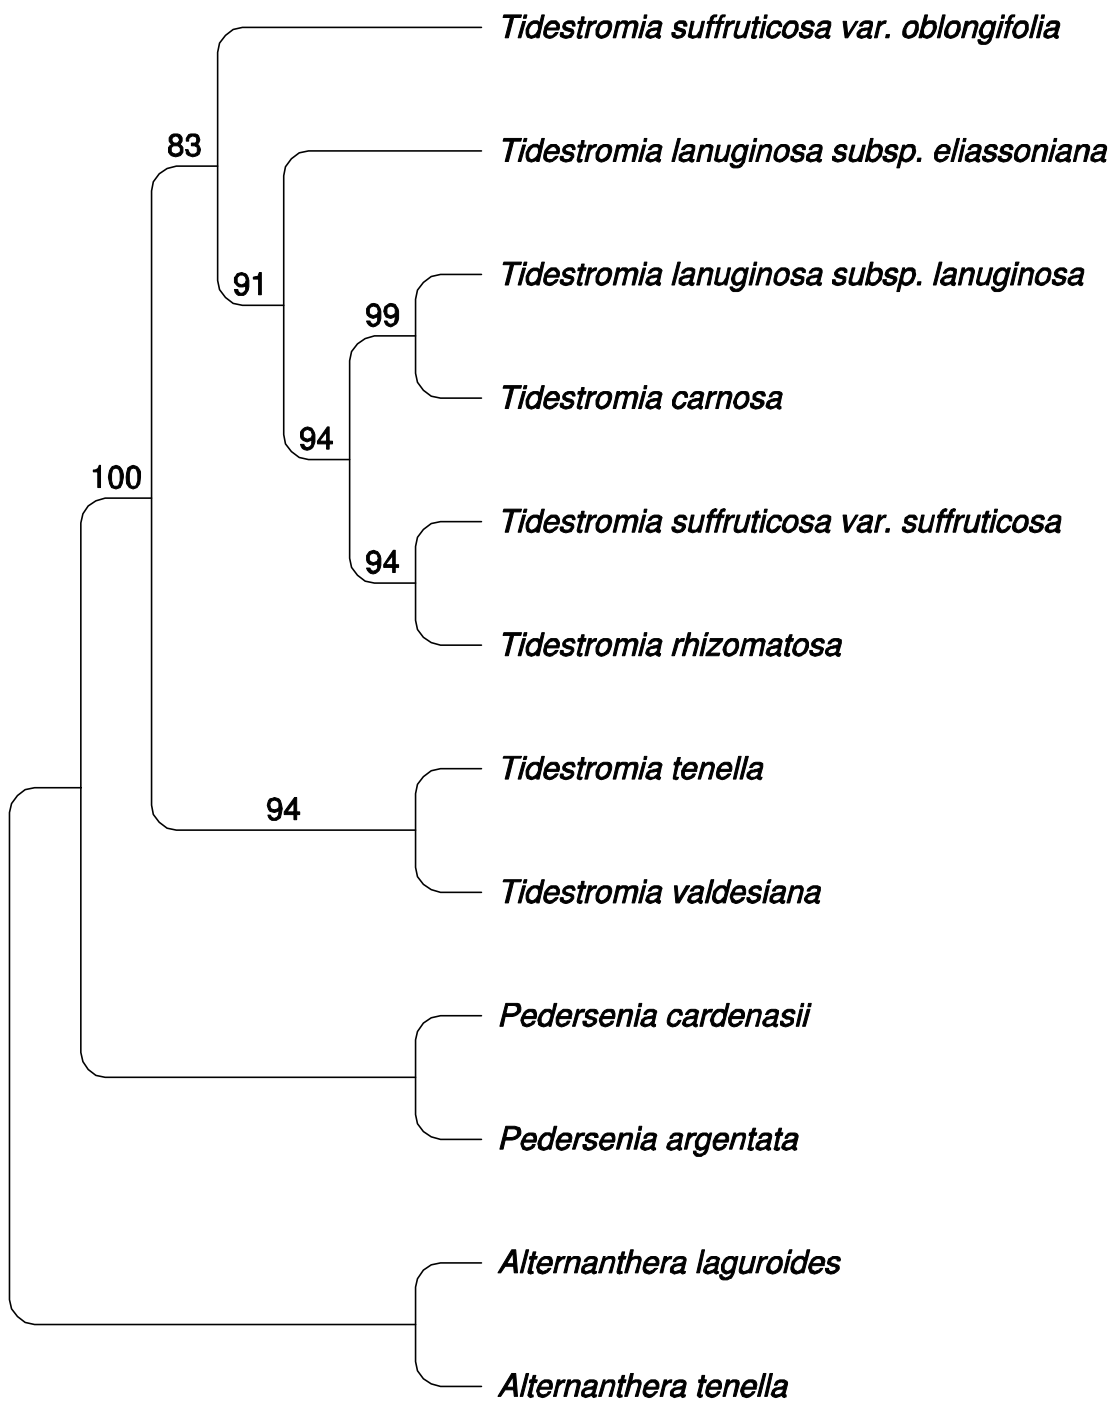 Tidestromia suffruticosa var. oblongifolia
83
Tidestromia lanuginosa subsp. eliassoniana
91
Tidestromia lanuginosa subsp. lanuginosa
99
Tidestromia carnosa
94
100
Tidestromia suffruticosa var. suffruticosa
94
Tidestromia rhizomatosa
Tidestromia tenella
94
Tidestromia valdesiana
Pedersenia cardenasii
Pedersenia argentata
Alternanthera laguroides
Alternanthera tenella